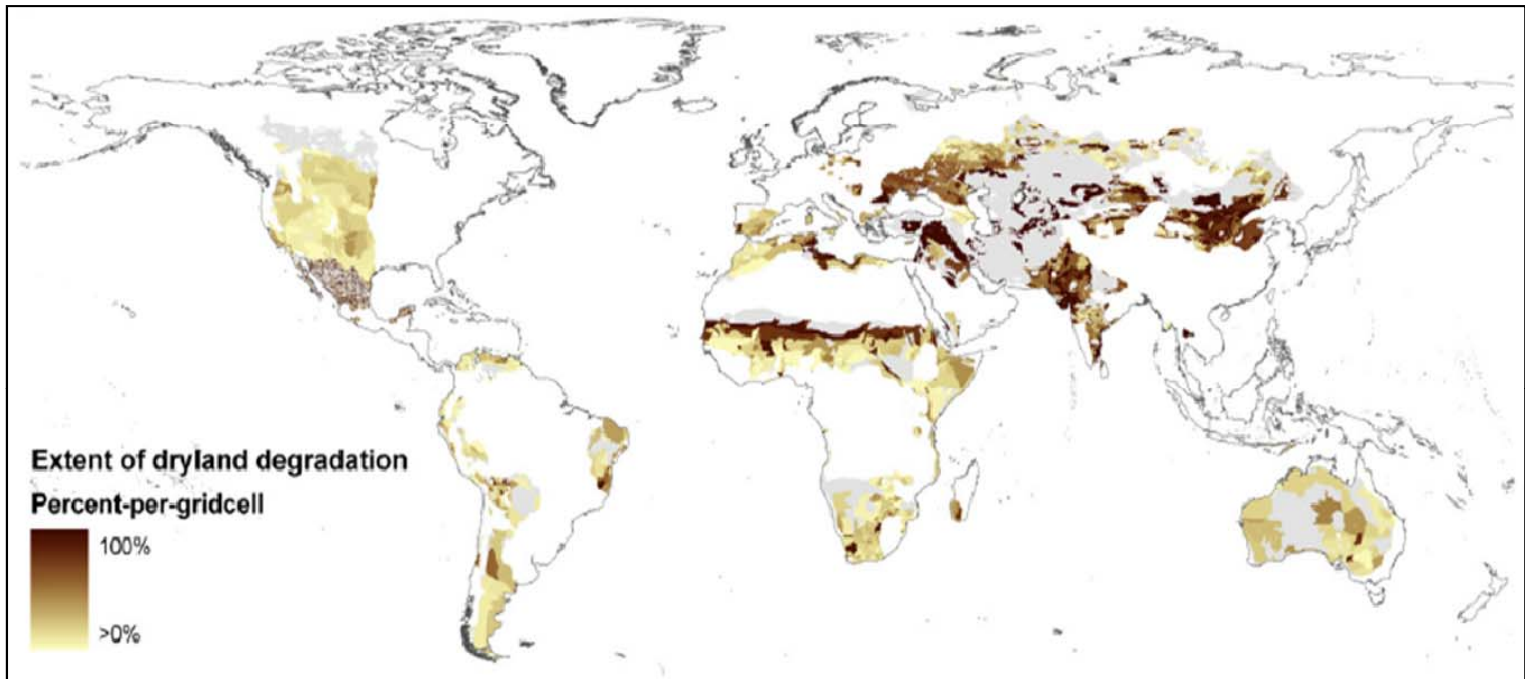 Extent of dryland degradation
Percent-per-gridcell
100%
>0%